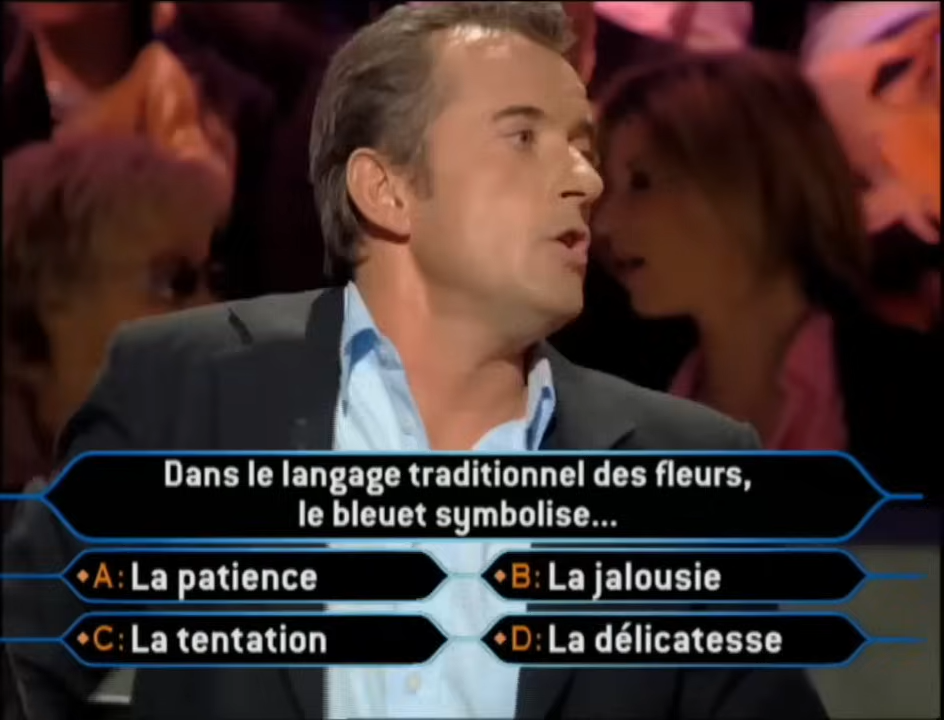 Dans le langage traditionnel des fleurs,
le bleuet symbolise...
A: La patience
B: La jalousie
C: La tentation
D: La délicatesse